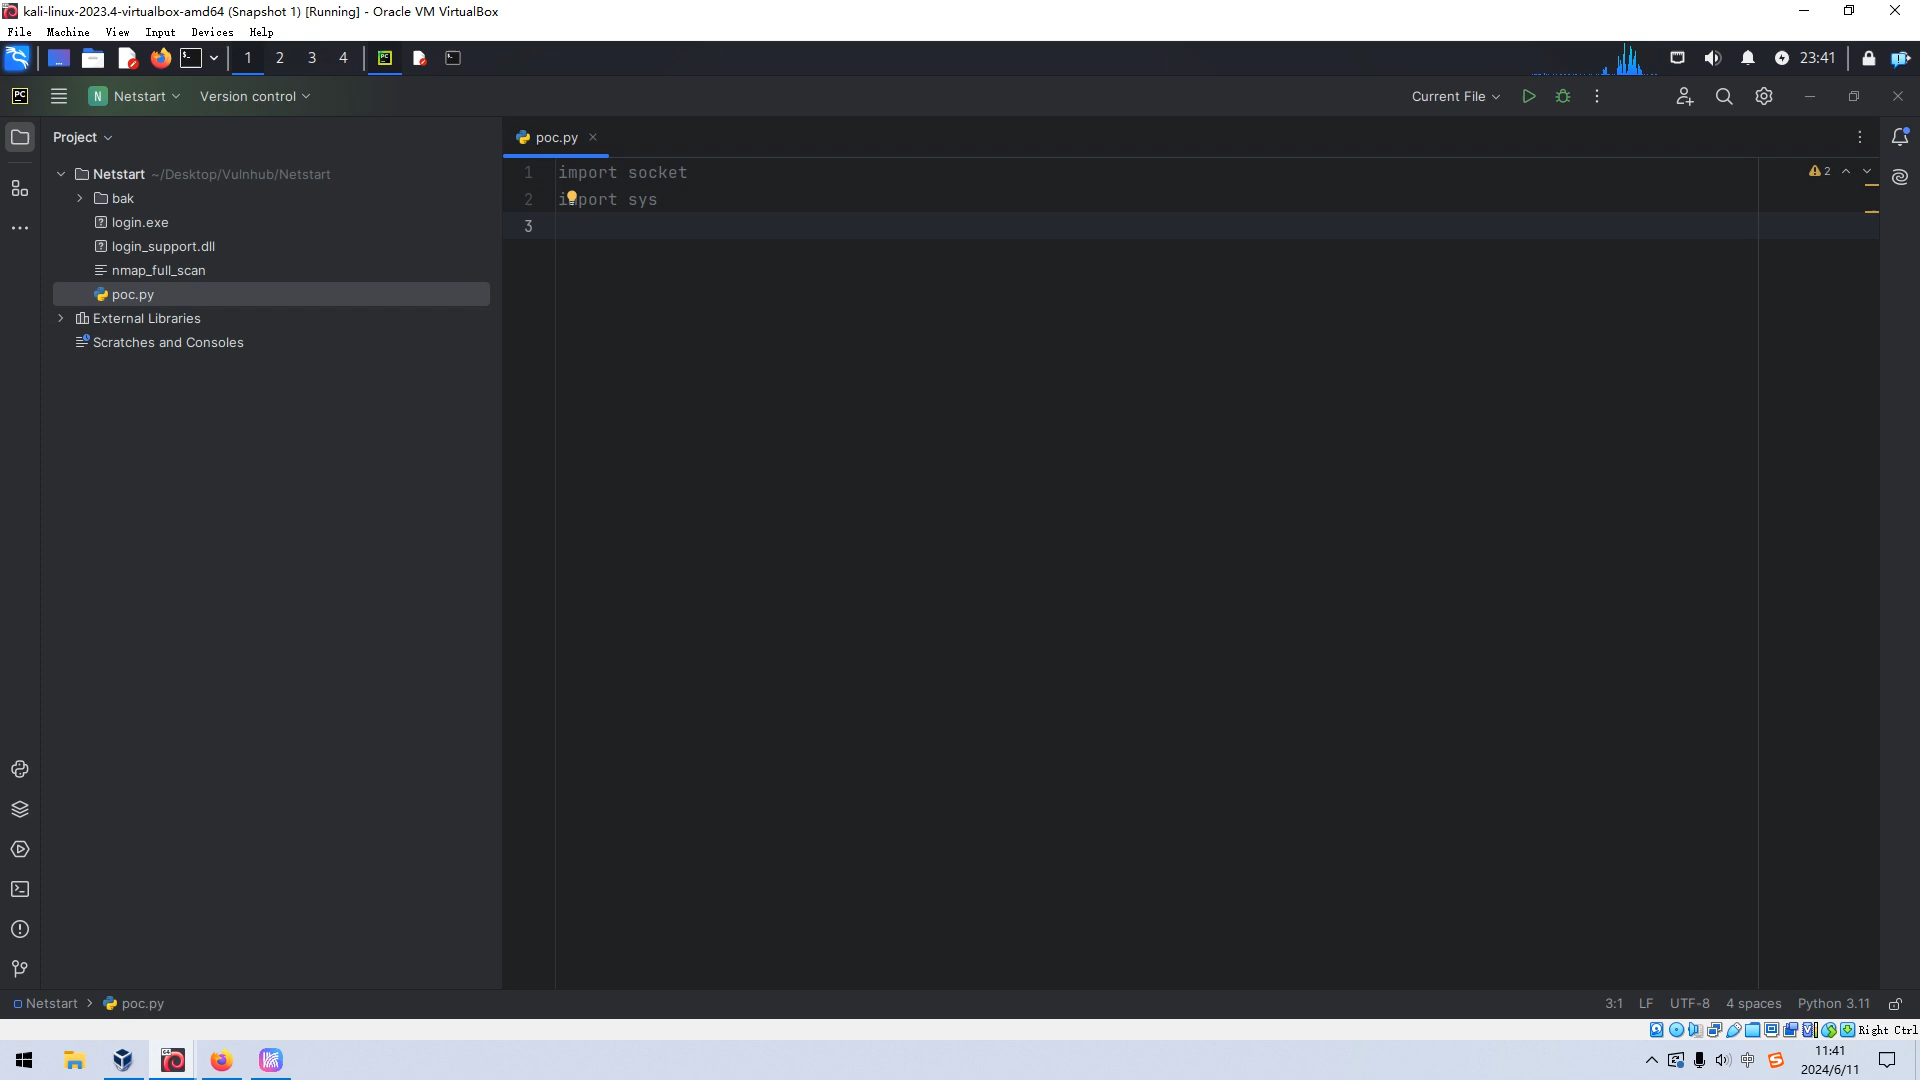 kali-linux-2023.4-virtualbox-amd64 (Snapshot 1) [Running] - Oracle VM VirtualBox
File Machine View Input Devices Help
1 2 3 4 23:41
PC N Netstart Version control Current File
Project
poc.py
Netstart ~/Desktop/Vulnhub/Netstart
bak
login.exe
login_support.dll
nmap_full_scan
poc.py
External Libraries
Scratches and Consoles
1 import socket
2 import sys
3
2
Netstart > poc.py 3:1 LF UTF-8 4 spaces Python 3.11
Right Ctrl
中
11:41
2024/6/11